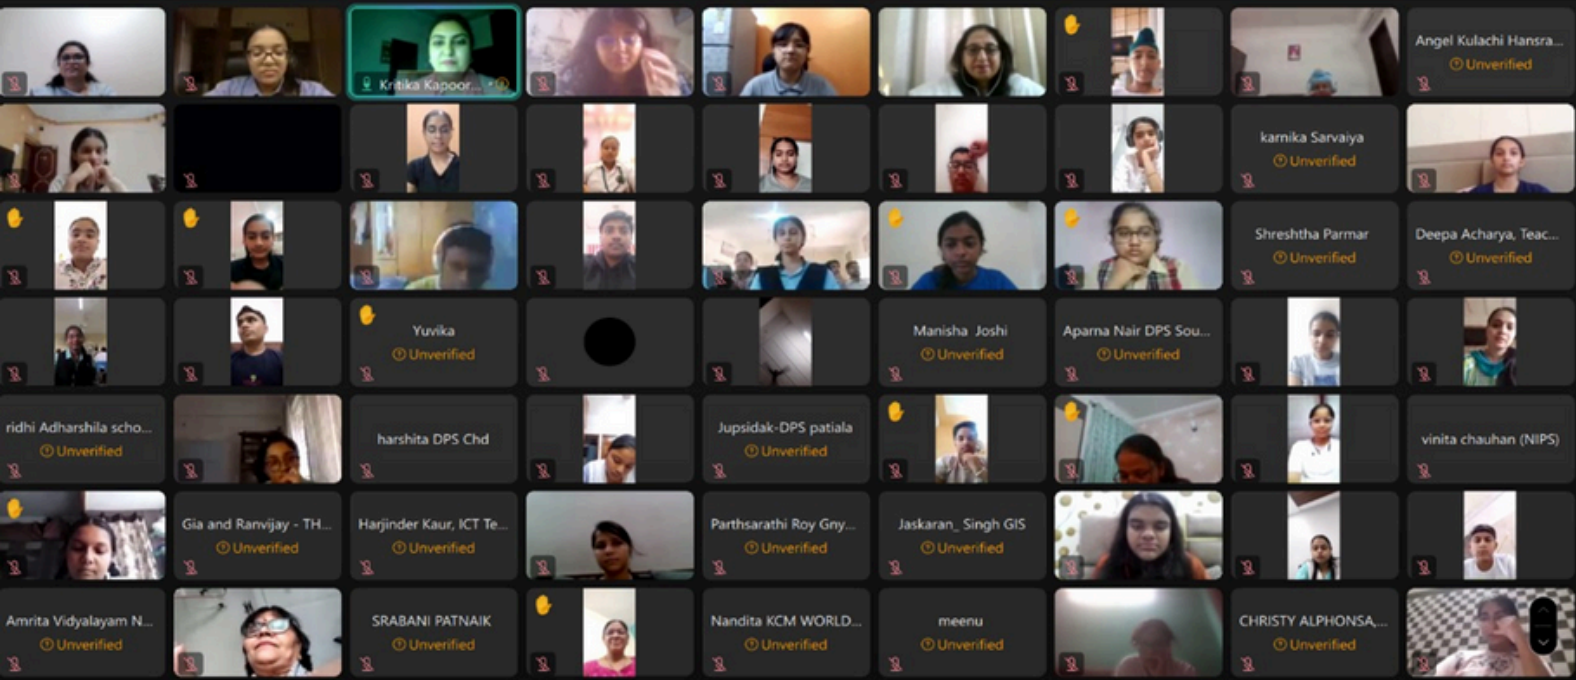 Kritika Kapoor...
Angel Kulachi Hansra...
Unverified
karnika Sarvaiya
Unverified
Shreshtha Parmar
Unverified
Deepa Acharya, Teac...
Unverified
Yuvika
Unverified
Manisha Joshi
Unverified
Aparna Nair DPS Sou...
Unverified
ridhi Adharshila scho...
Unverified
harshita DPS Chd
Jupsidak-DPS patiala
Unverified
vinita chauhan (NIPS)
Gia and Ranvijay - TH...
Unverified
Harjinder Kaur, ICT Te...
Unverified
Parthsarathi Roy Gny...
Unverified
Jaskaran_ Singh GIS
Unverified
Amrita Vidyalayam N...
Unverified
SRABANI PATNAIK
Unverified
Nandita KCM WORLD...
Unverified
meenu
Unverified
CHRISTY ALPHONSA,...
Unverified